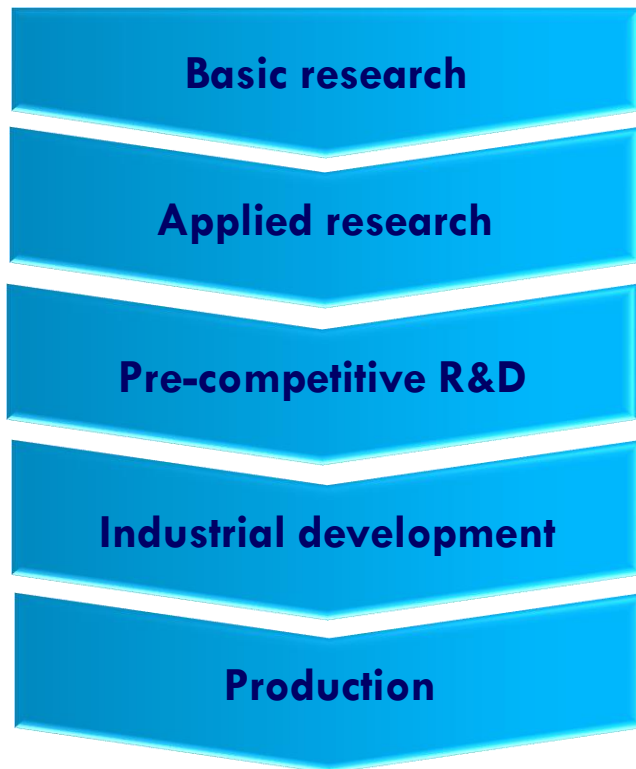 Basic research
Applied research
Pre-competitive R&D
Industrial development
Production